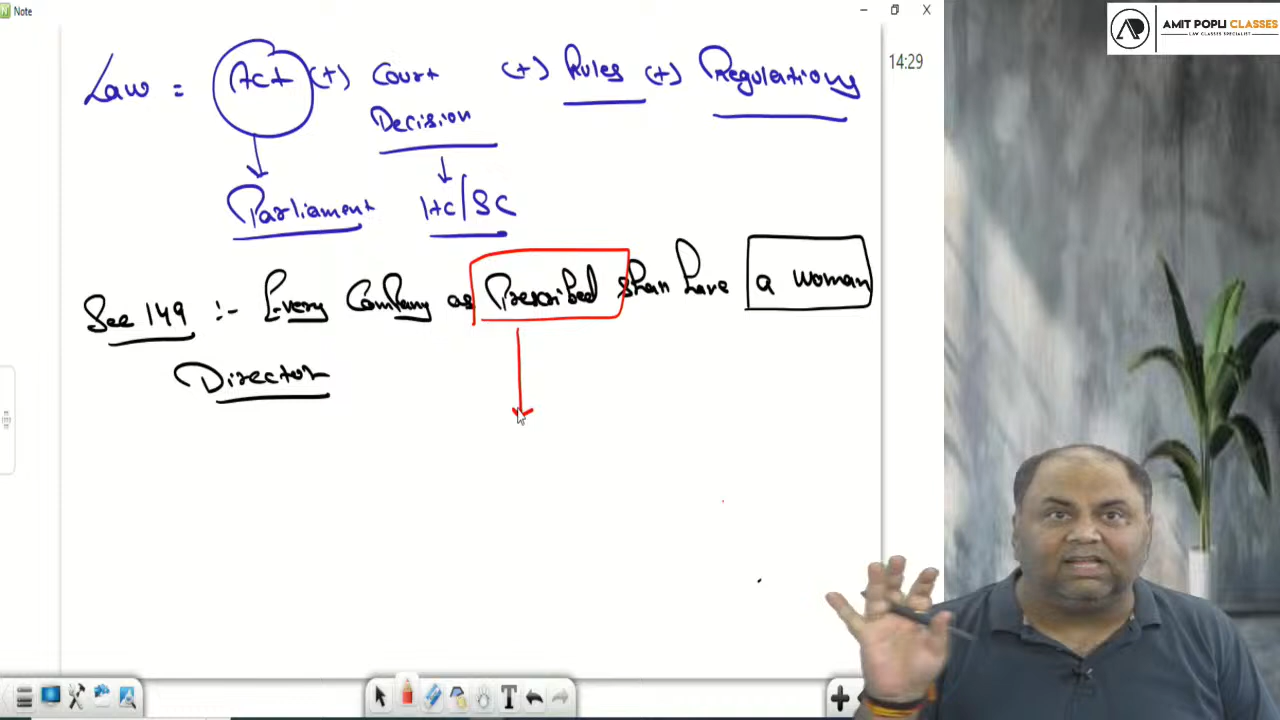 Note
AMIT POPLI CLASSES
LAW CLASSES SPECIALIST
14:29
Law = Act (+) Court (+) Rules (+) Regulations
Decision
Parliament HC/SC
Sec 149 :- Every Company as Prescribed shall have a woman
Director